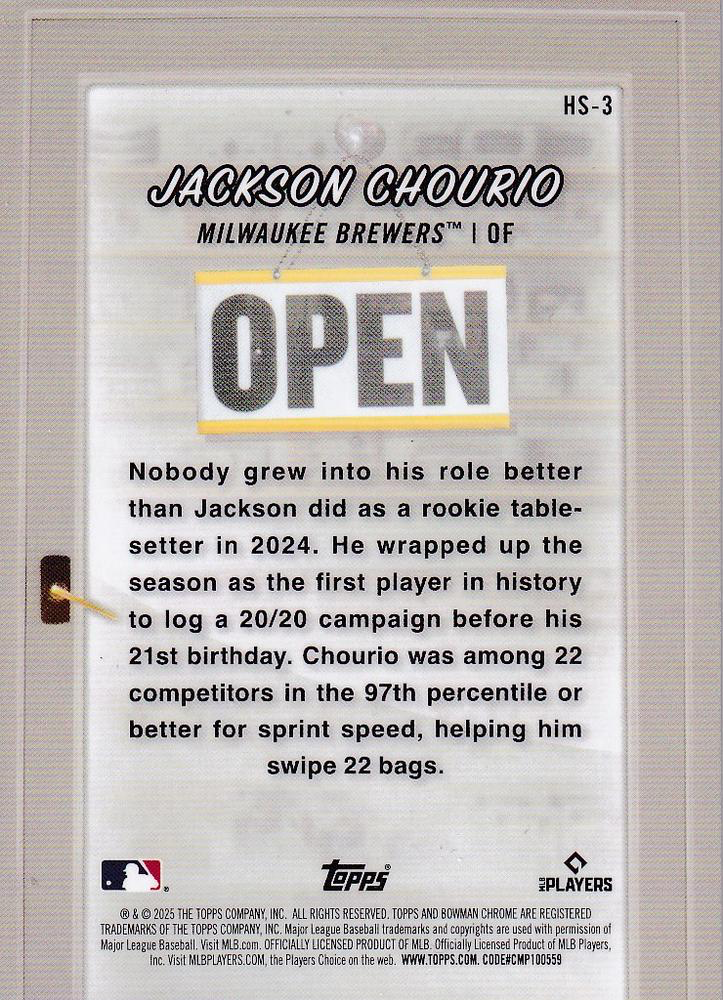 HS-3
JACKSON CHOURIO
MILWAUKEE BREWERS™ | OF
OPEN
Nobody grew into his role better
than Jackson did as a rookie table-
setter in 2024. He wrapped up the
season as the first player in history
to log a 20/20 campaign before his
21st birthday. Chourio was among 22
competitors in the 97th percentile or
better for sprint speed, helping him
swipe 22 bags.
® Topps® MLB PLAYERS
® & © 2025 THE TOPPS COMPANY, INC. ALL RIGHTS RESERVED. TOPPS AND BOWMAN CHROME ARE REGISTERED
TRADEMARKS OF THE TOPPS COMPANY, INC. Major League Baseball trademarks and copyrights are used with permission of
Major League Baseball. Visit MLB.com. OFFICIALLY LICENSED PRODUCT OF MLB. Officially Licensed Product of MLB Players,
Inc. Visit MLBPLAYERS.COM, the Players Choice on the web. WWW.TOPPS.COM. CODE#CMP100559